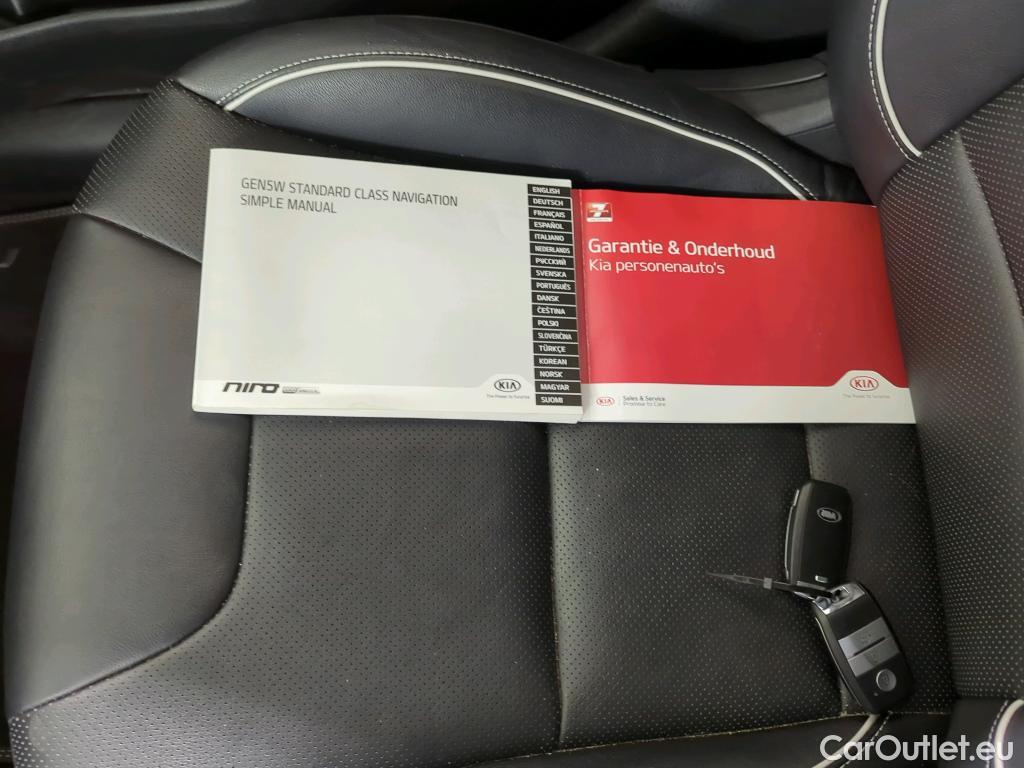 GEN5W STANDARD CLASS NAVIGATION
SIMPLE MANUAL
ENGLISH
DEUTSCH
FRANÇAIS
ESPAÑOL
ITALIANO
NEDERLANDS
РУССКИЙ
SVENSKA
PORTUGUÊS
DANSK
ČEŠTINA
POLSKI
SLOVENČINA
TÜRKÇE
KOREAN
NORSK
MAGYAR
SUOMI
niro
KIA
The Power to Surprise
7
Garantie & Onderhoud
Kia personenauto's
KIA
Sales & Service
Promise to Care
KIA
The Power to Surprise
KIA
CarOutlet.eu